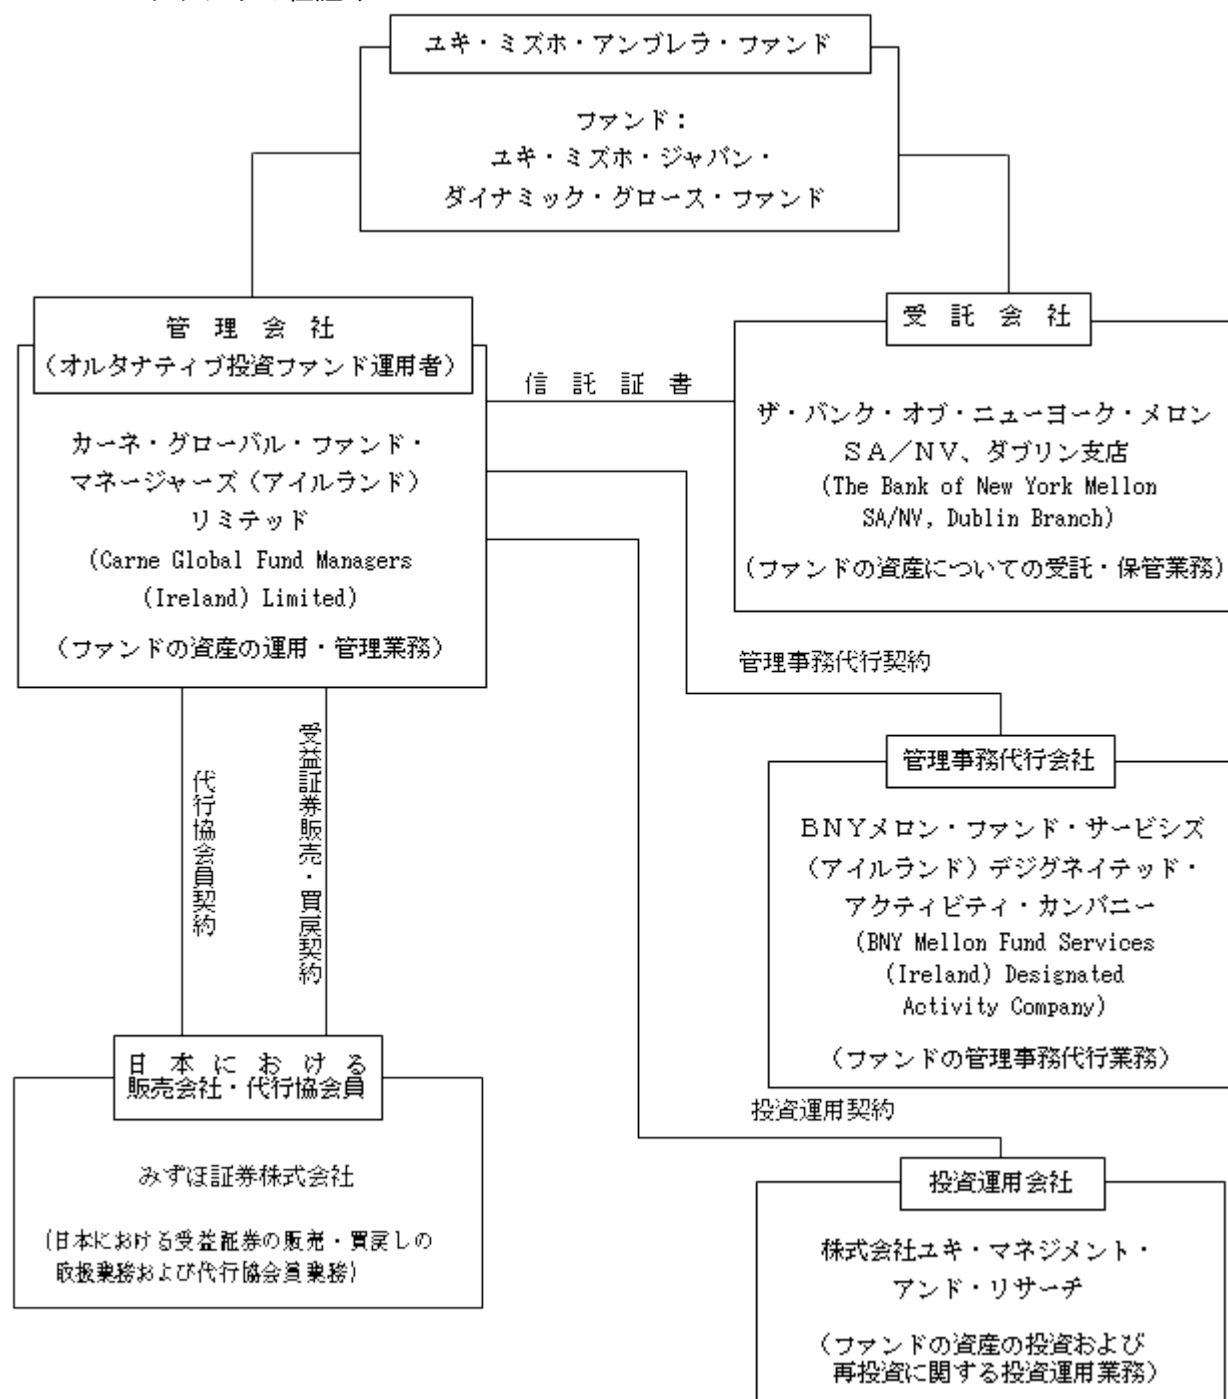 ユキ・ミズホ・アンブレラ・ファンド
ファンド：
ユキ・ミズホ・ジャパン・
ダイナミック・グロース・ファンド
管理会社
（オルタナティブ投資ファンド運用者）
カーネ・グローバル・ファンド・
マネージャーズ（アイルランド）
リミテッド
(Carne Global Fund Managers
(Ireland) Limited)
（ファンドの資産の運用・管理業務）
信託証書
受託会社
ザ・バンク・オブ・ニューヨーク・メロン
ＳＡ／ＮＶ、ダブリン支店
(The Bank of New York Mellon
SA/NV, Dublin Branch)
（ファンドの資産についての受託・保管業務）
管理事務代行契約
管理事務代行会社
ＢＮＹメロン・ファンド・サービシズ
（アイルランド）デジグネイテッド・
アクティビティ・カンパニー
(BNY Mellon Fund Services
(Ireland) Designated
Activity Company)
（ファンドの管理事務代行業務）
代行協会員契約
受益証券販売・買戻契約
日本における
販売会社・代行協会員
みずほ証券株式会社
(日本における受益証券の販売・買戻しの
取扱業務および代行協会員業務)
投資運用契約
投資運用会社
株式会社ユキ・マネジメント・
アンド・リサーチ
（ファンドの資産の投資および
再投資に関する投資運用業務）